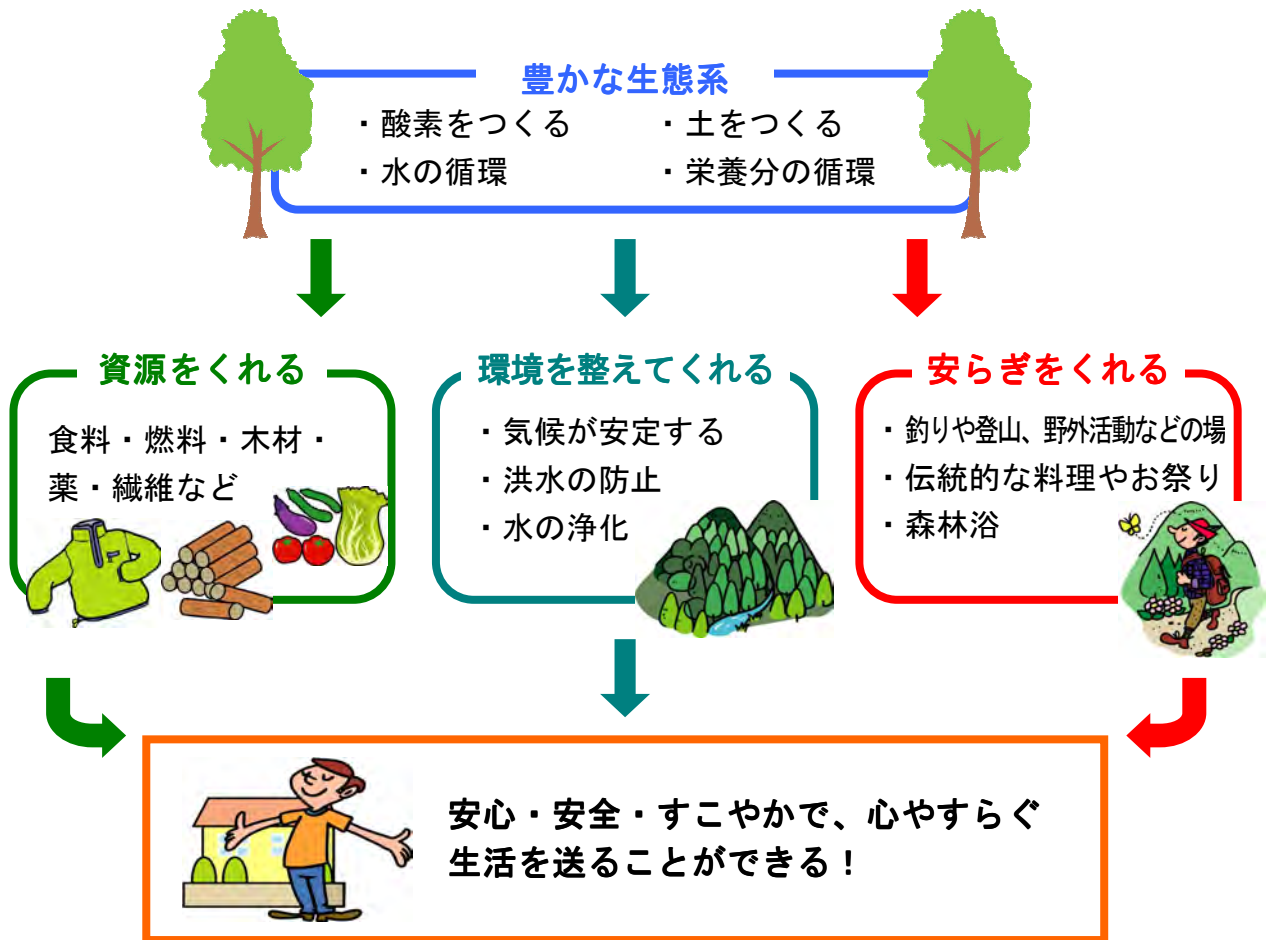 豊かな生態系
・酸素をつくる
・土をつくる
・水の循環
・栄養分の循環
資源をくれる
食料・燃料・木材・
薬・繊維など
環境を整えてくれる
・気候が安定する
・洪水の防止
・水の浄化
安らぎをくれる
・釣りや登山、野外活動などの場
・伝統的な料理やお祭り
・森林浴
安心・安全・すこやかで、心やすらぐ
生活を送ることができる！